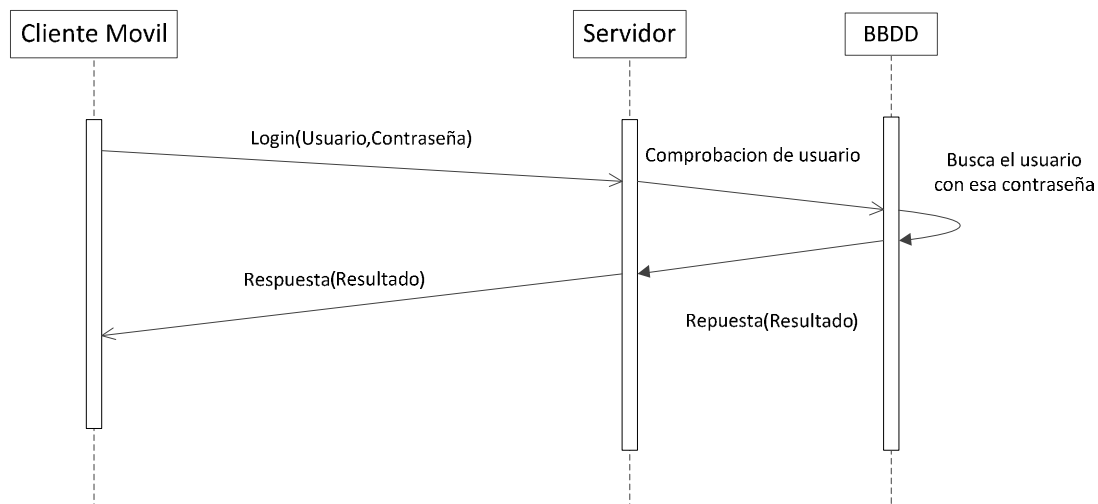 Cliente Movil
Servidor
BBDD
Login(Usuario,Contraseña)
Comprobacion de usuario
Busca el usuario
con esa contraseña
Respuesta(Resultado)
Repuesta(Resultado)